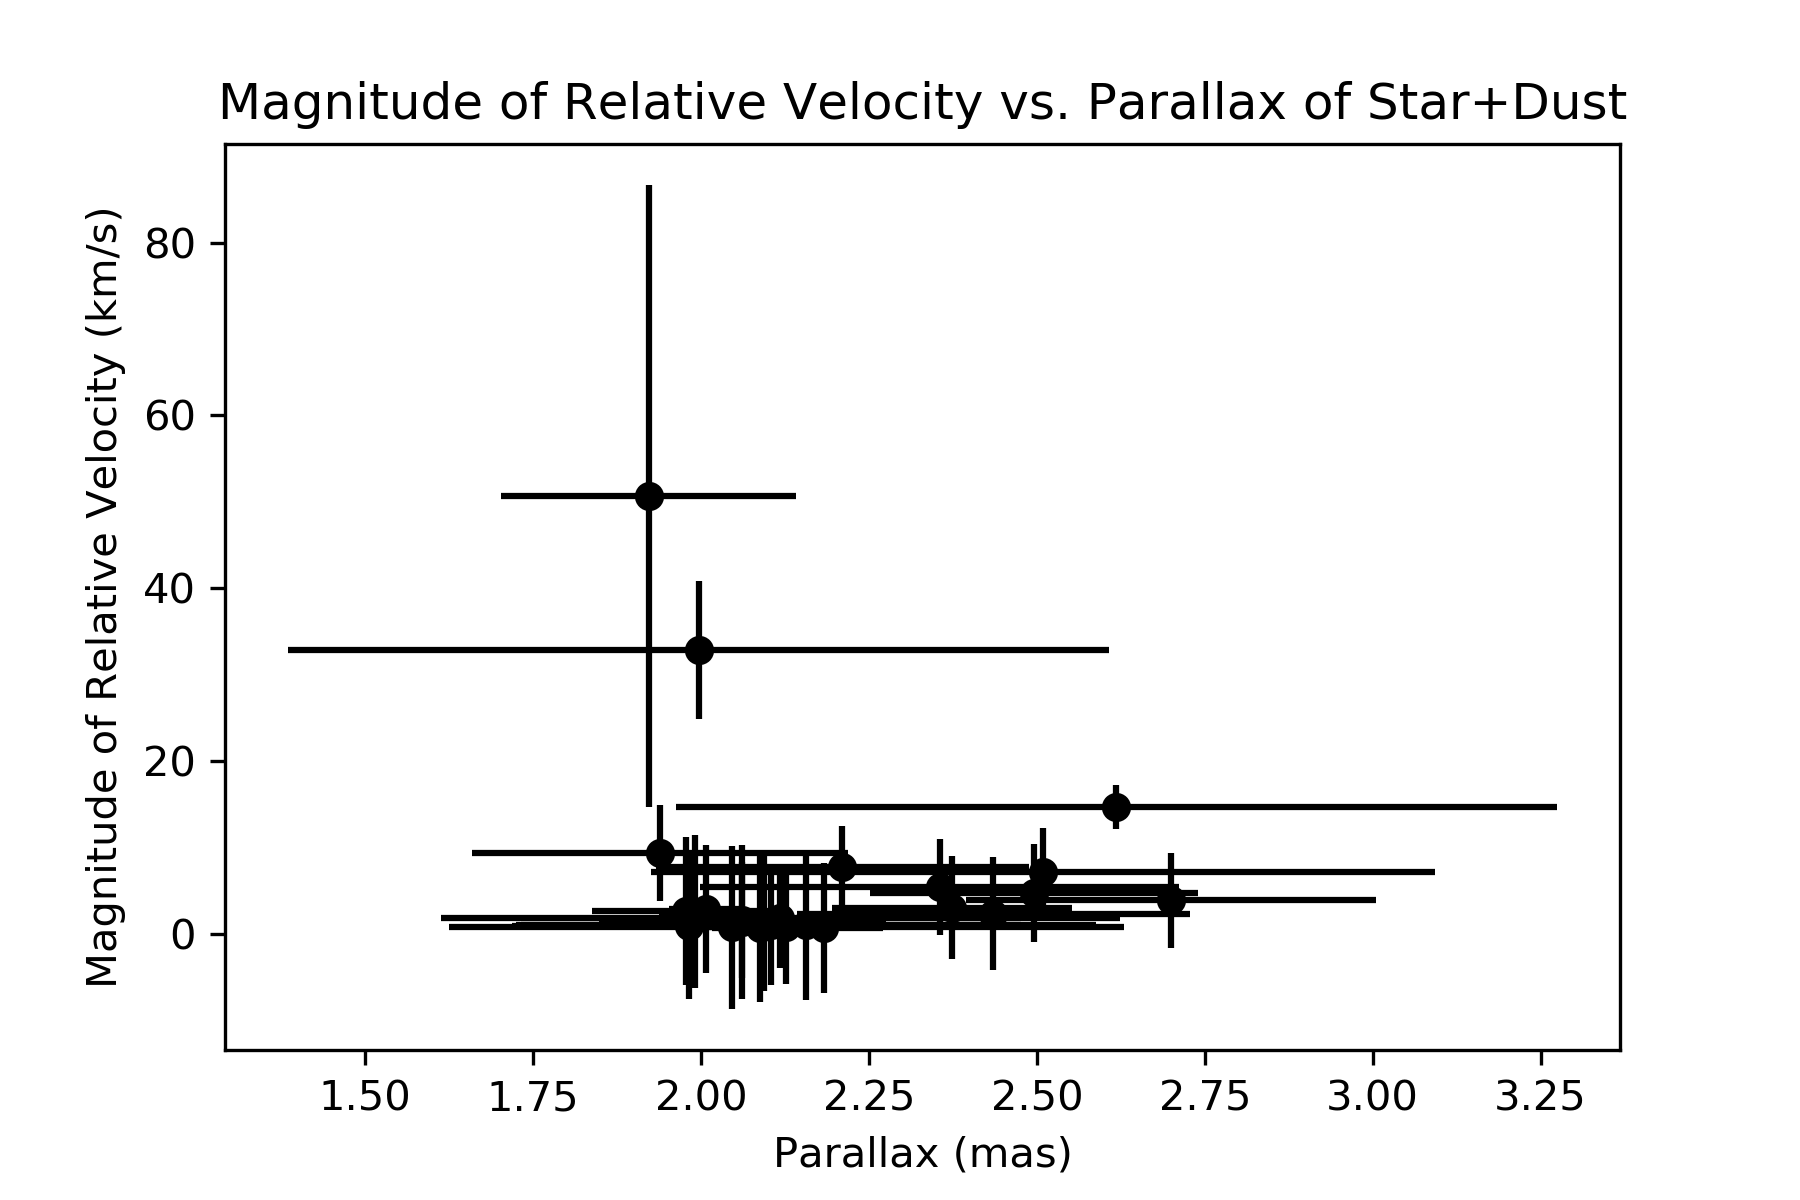 Magnitude of Relative Velocity vs. Parallax of Star+Dust
Magnitude of Relative Velocity (km/s)
80
60
40
20
0
1.50 1.75 2.00 2.25 2.50 2.75 3.00 3.25
Parallax (mas)